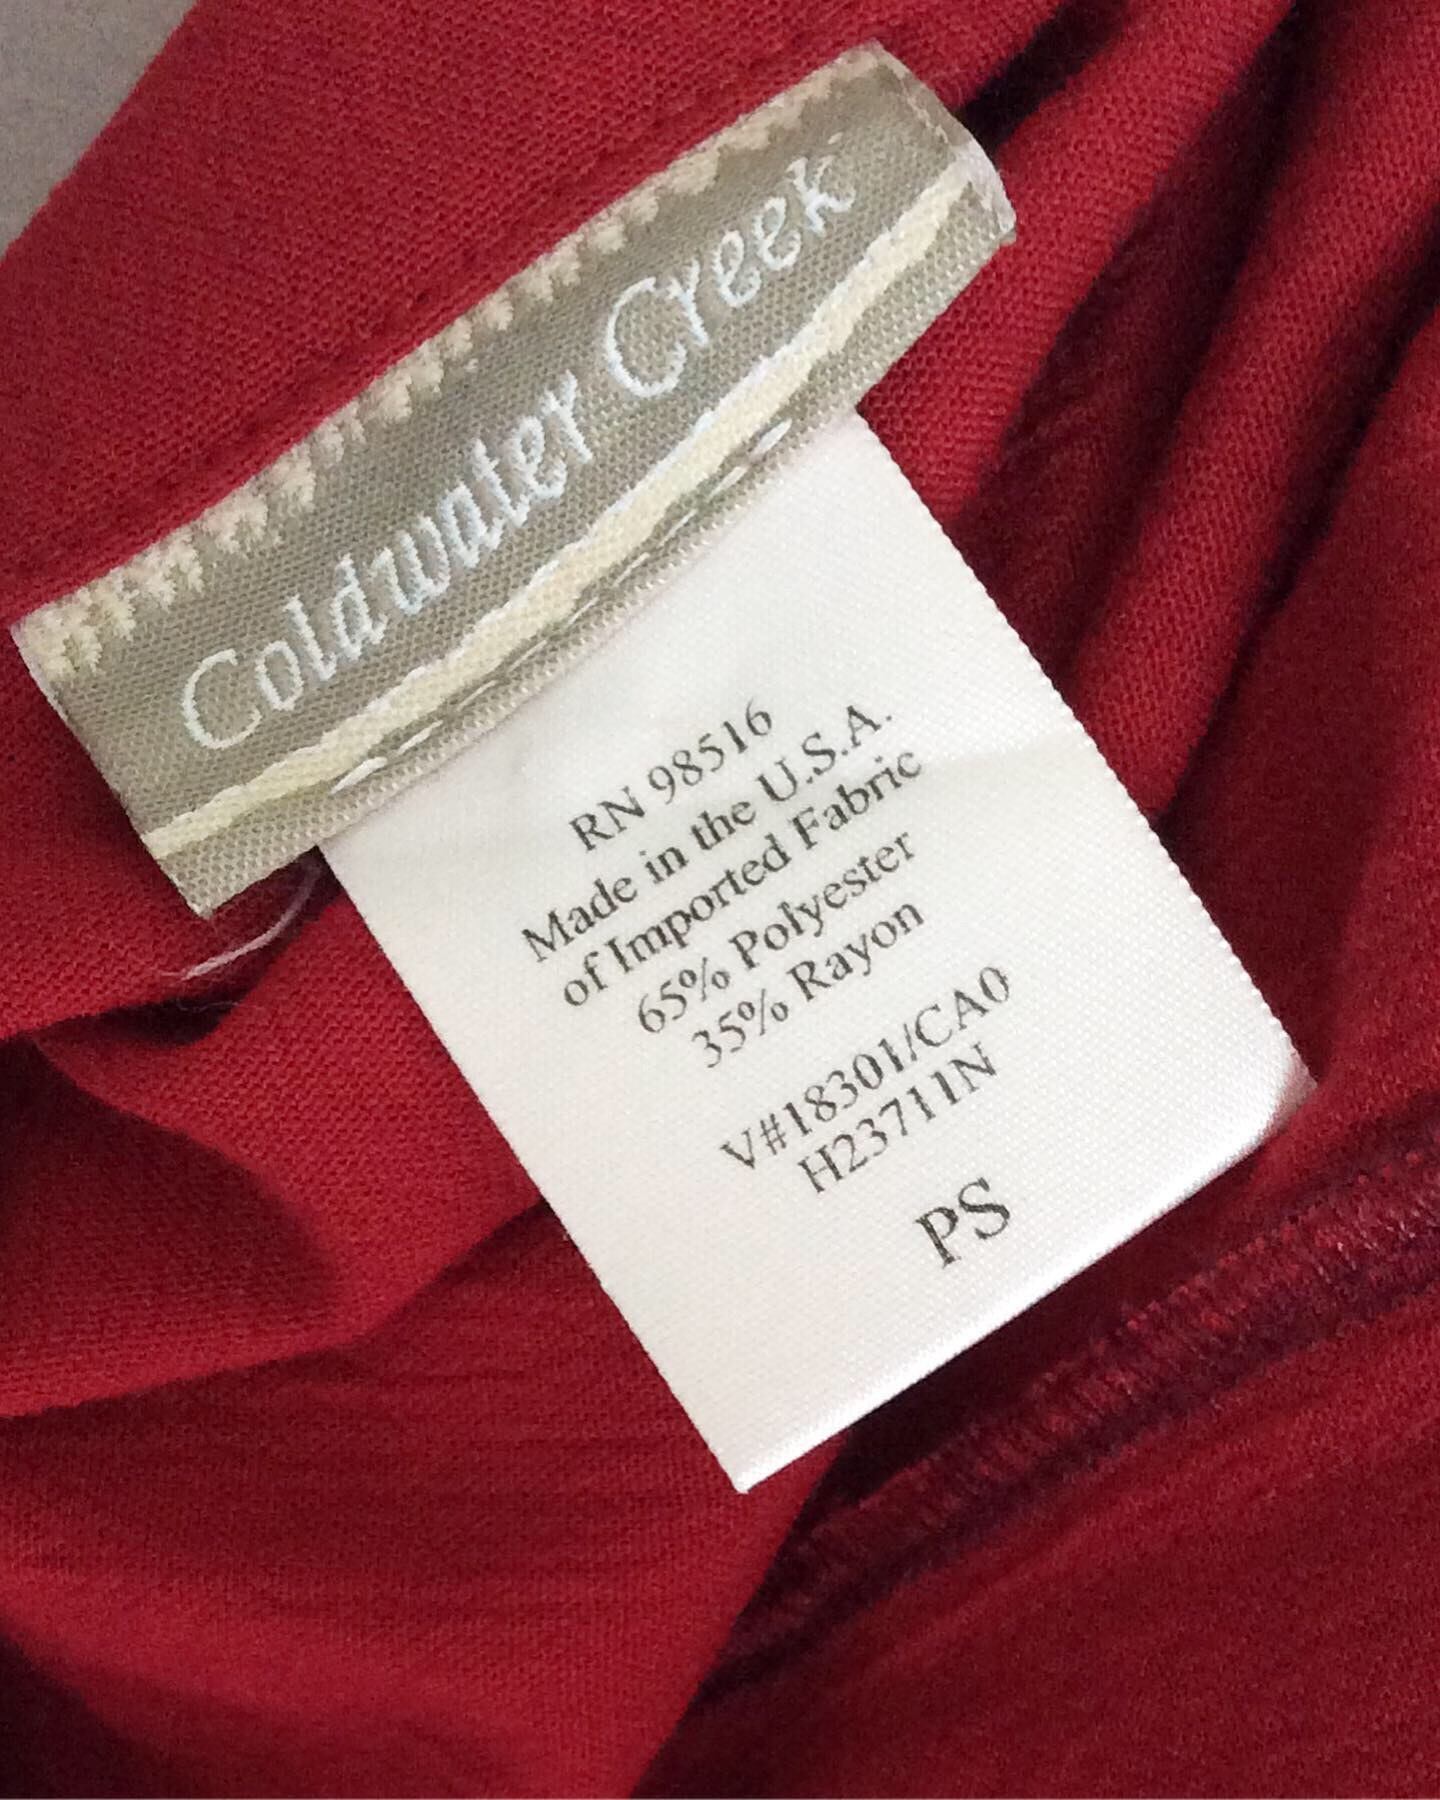 Coldwater Creek
RN 98516
Made in the U.S.A.
of Imported Fabric
65% Polyester
35% Rayon
V#18301/CA0
H23711N
PS